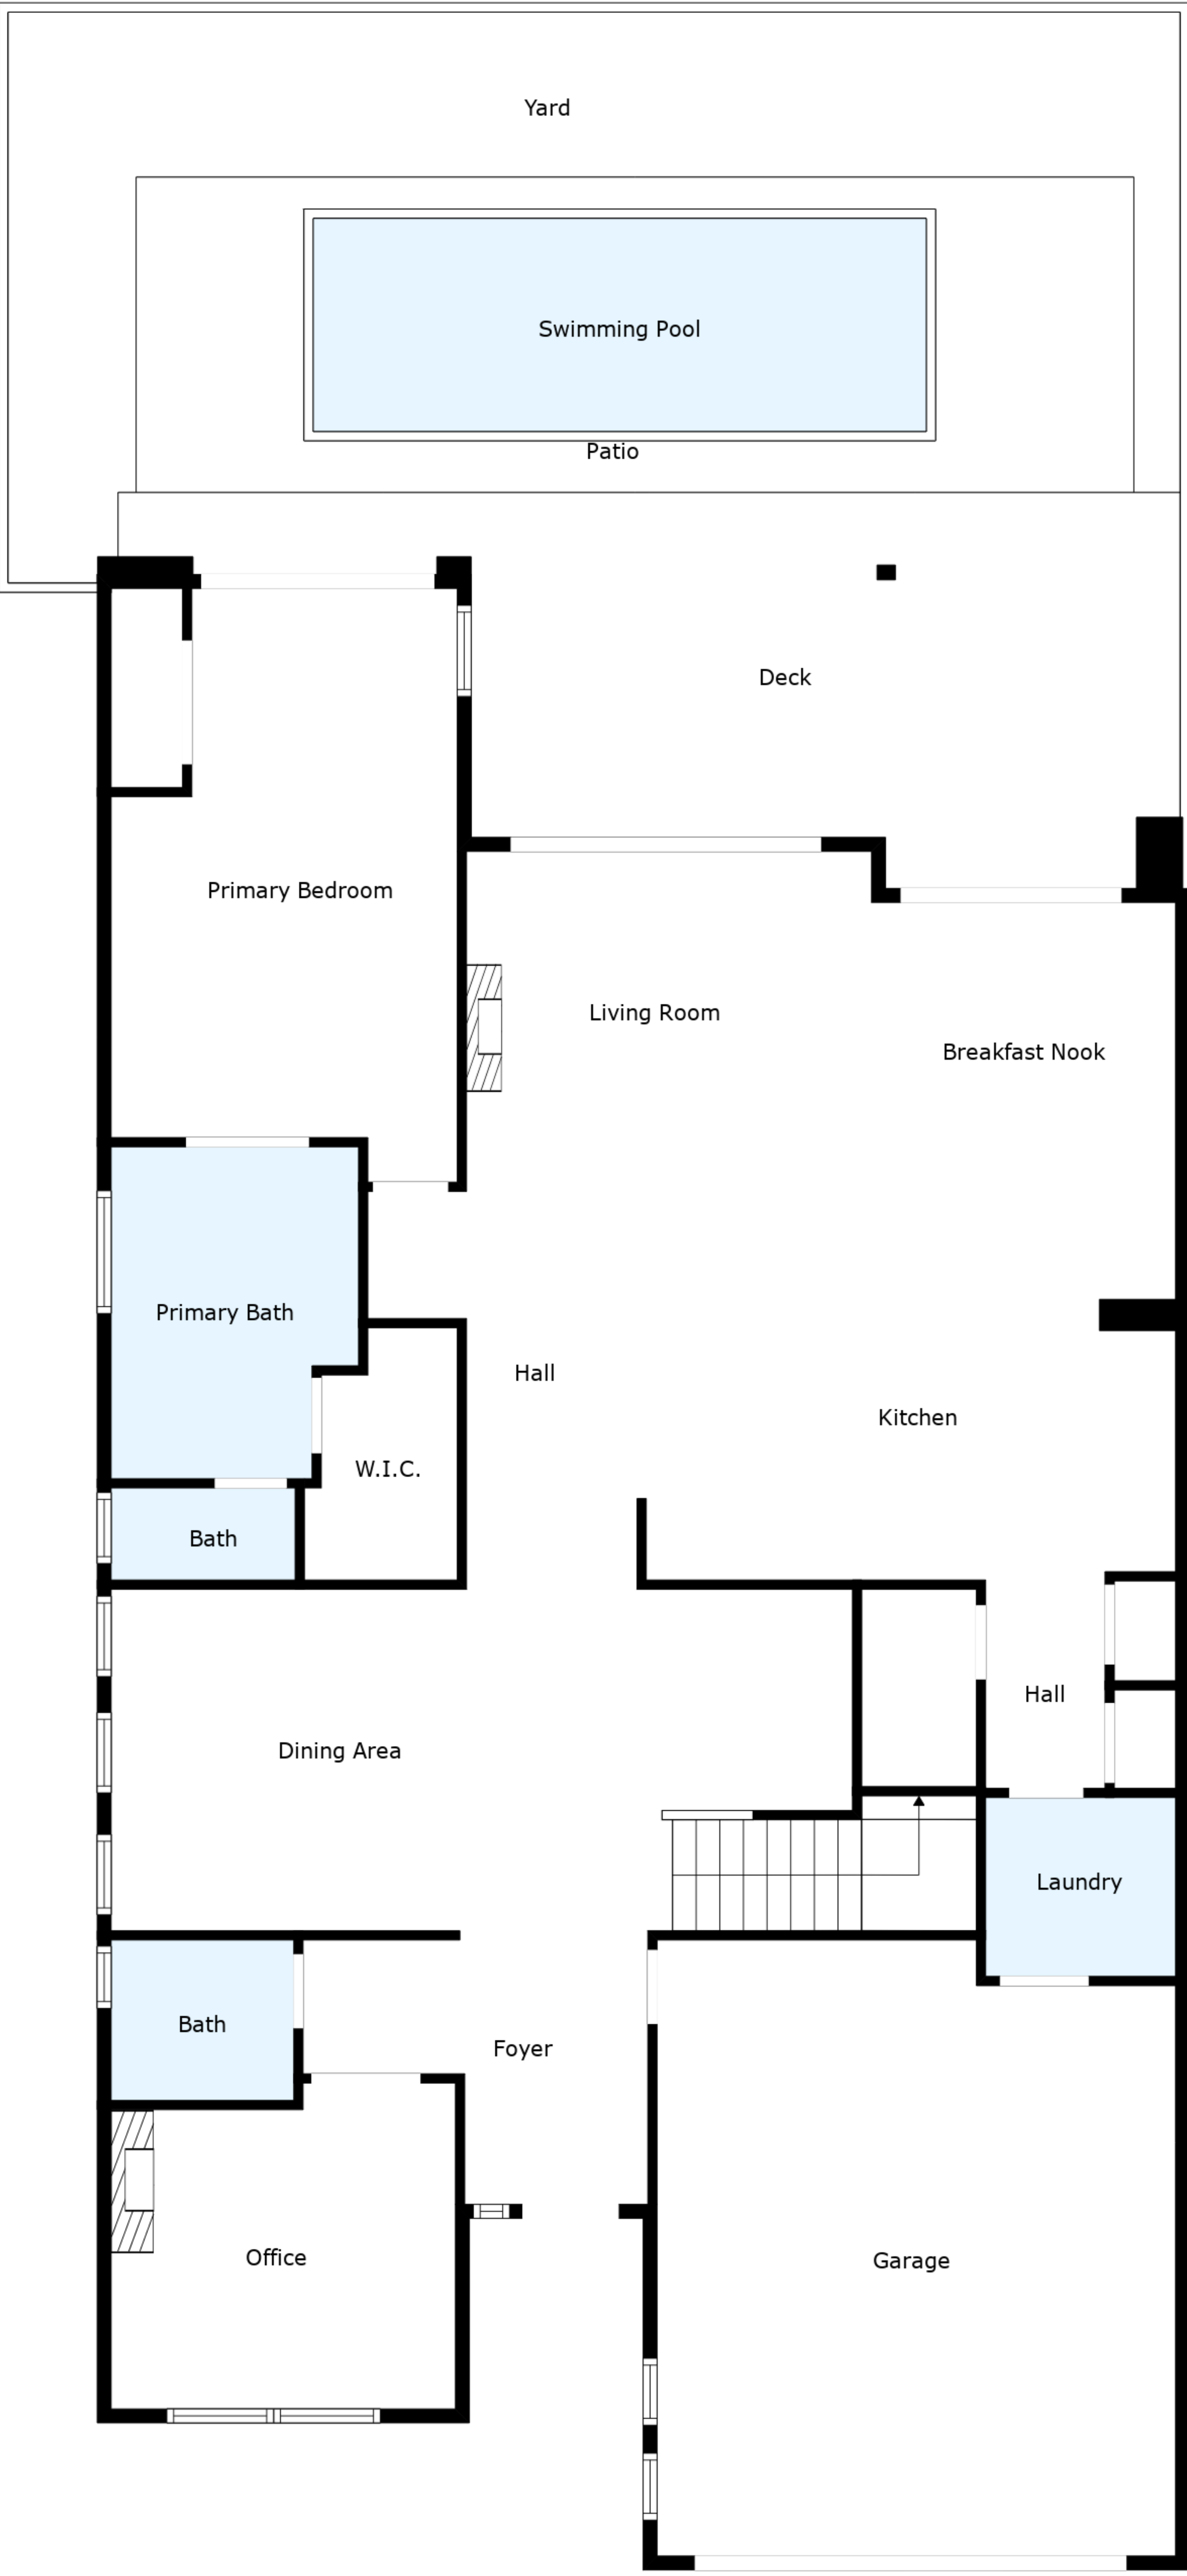 Yard
Swimming Pool
Patio
Deck
Primary Bedroom
Living Room
Breakfast Nook
Primary Bath
Hall
Kitchen
W.I.C.
Bath
Hall
Dining Area
Laundry
Bath
Foyer
Office
Garage